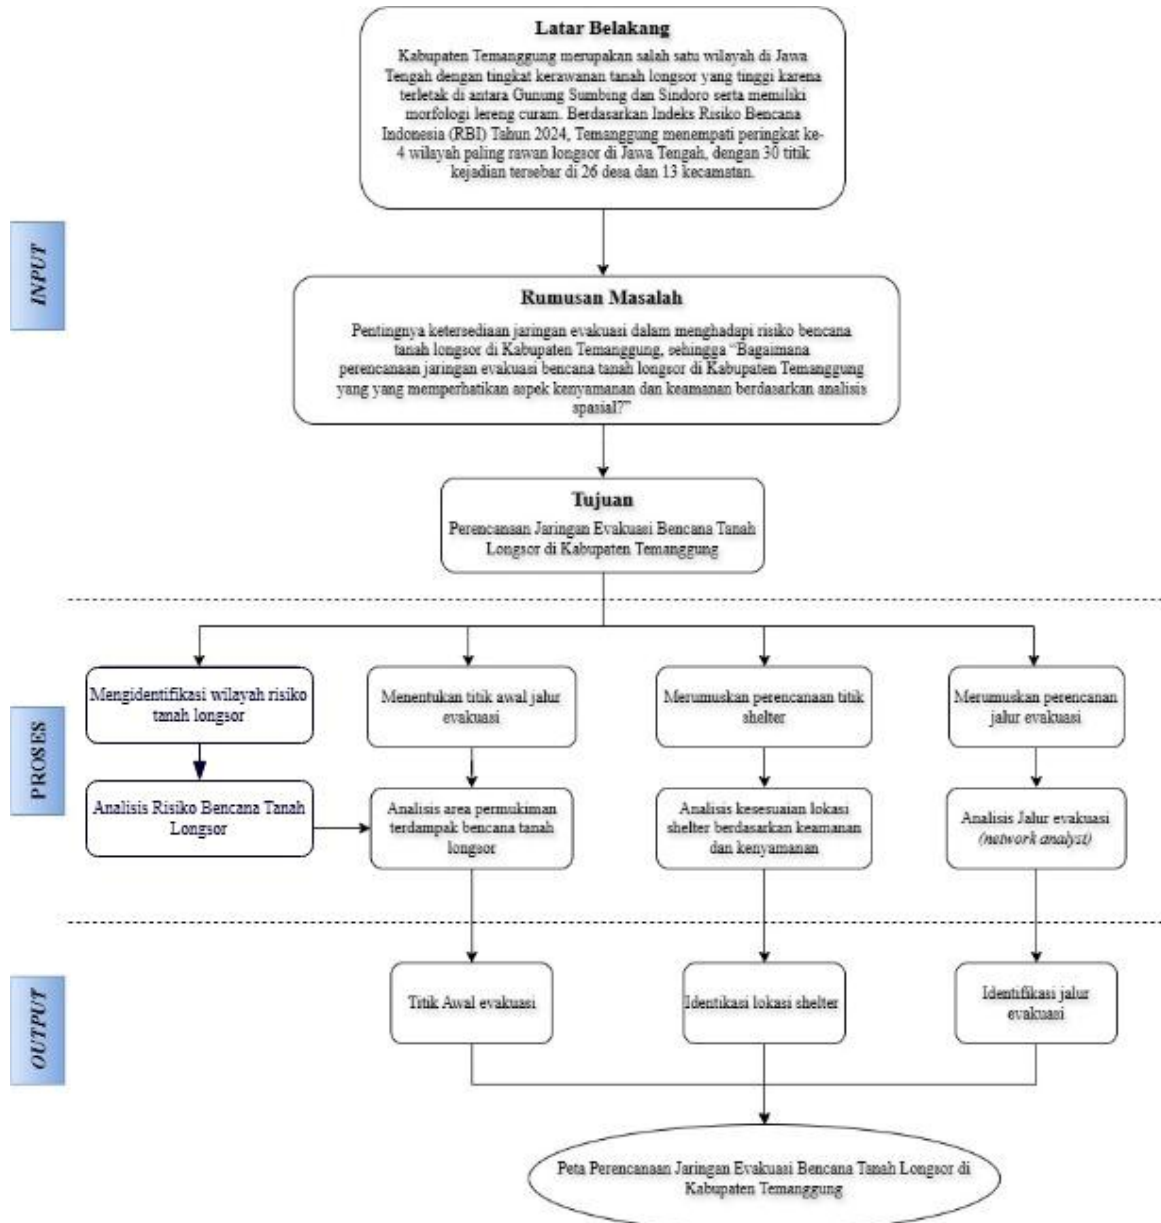 Latar Belakang
Kabupaten Temanggung merupakan salah satu wilayah di Jawa
Tengah dengan tingkat kerawanan tanah longsor yang tinggi karena
terletak di antara Gunung Sumbing dan Sindoro serta memiliki
morfologi lereng curam. Berdasarkan Indeks Risiko Bencana
Indonesia (RBI) Tahun 2024, Temanggung menempati peringkat ke-
4 wilayah paling rawan longsor di Jawa Tengah, dengan 30 titik
kejadian tersebar di 26 desa dan 13 kecamatan.
INPUT
Rumusan Masalah
Pentingnya ketersediaan jaringan evakuasi dalam menghadapi risiko bencana
tanah longsor di Kabupaten Temanggung, sehingga “Bagaimana
perencanaan jaringan evakuasi bencana tanah longsor di Kabupaten Temanggung
yang yang memperhatikan aspek kenyamanan dan keamanan berdasarkan analisis
spasial?”
Tujuan
Perencanaan Jaringan Evakuasi Bencana Tanah
Longsor di Kabupaten Temanggung
PROSES
Mengidentifikasi wilayah risiko
tanah longsor
Menentukan titik awal jalur
evakuasi
Merumuskan perencanaan titik
shelter
Merumuskan perencanan
jalur evakuasi
Analisis Risiko Bencana Tanah
Longsor
Analisis area permukiman
terdampak bencana tanah
longsor
Analisis kesesuaian lokasi
shelter berdasarkan keamanan
dan kenyamanan
Analisis Jalur evakuasi
(network analyst)
OUTPUT
Titik Awal evakuasi
Identikasi lokasi shelter
Identifikasi jalur
evakuasi
Peta Perencanaan Jaringan Evakuasi Bencana Tanah Longsor di
Kabupaten Temanggung